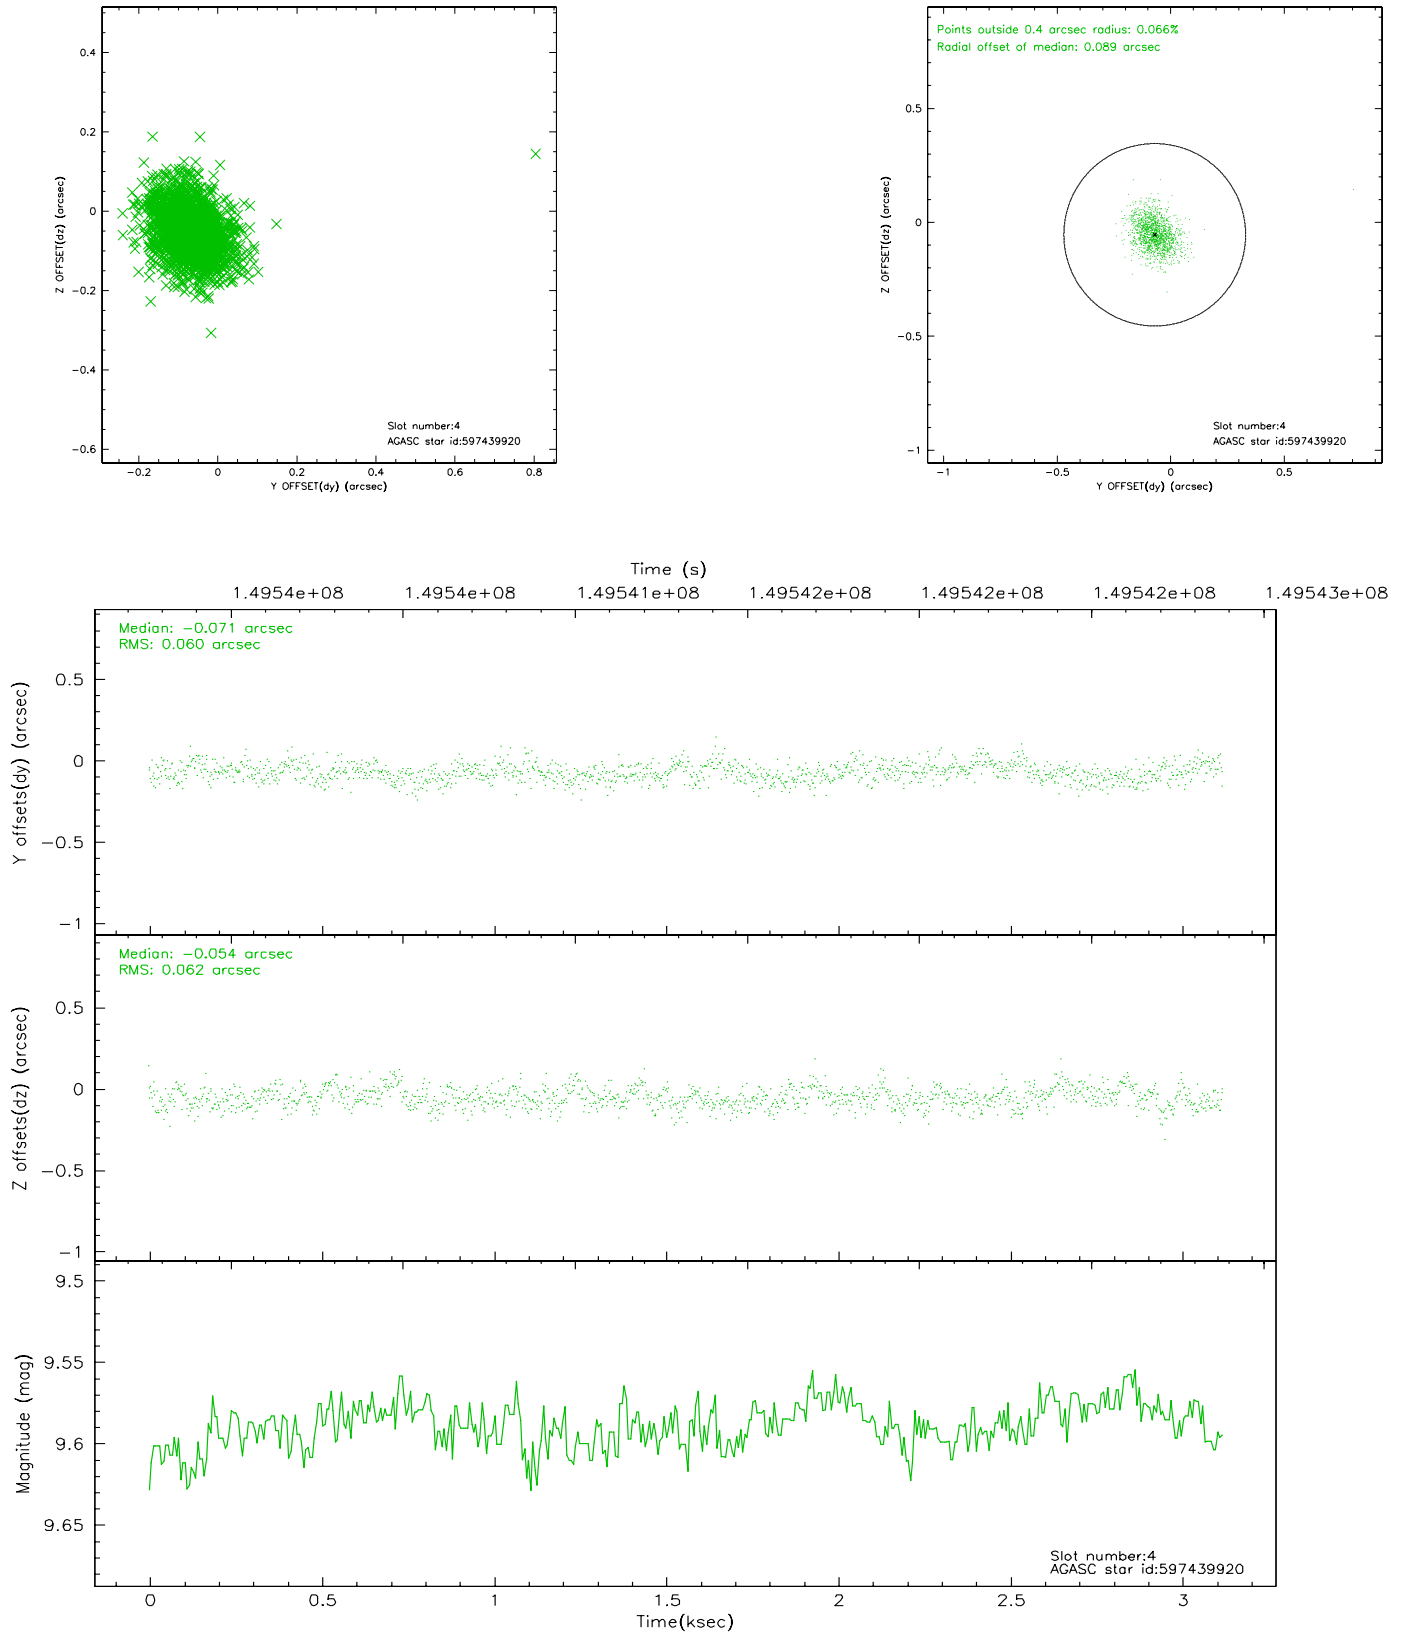 0.4
0.2
0
−0.2
−0.4
−0.6
Z OFFSET(dz) (arcsec)
Slot number:4
AGASC star id:597439920
−0.2 0 0.2 0.4 0.6 0.8
Y OFFSET(dy) (arcsec)
Points outside 0.4 arcsec radius: 0.066%
Radial offset of median: 0.089 arcsec
0.5
0
−0.5
−1
Z OFFSET(dz) (arcsec)
Slot number:4
AGASC star id:597439920
−1 −0.5 0 0.5
Y OFFSET(dy) (arcsec)
Time (s)
1.4954e+08 1.4954e+08 1.49541e+08 1.49542e+08 1.49542e+08 1.49542e+08 1.49543e+08
Median: −0.071 arcsec
RMS: 0.060 arcsec
0.5
0
−0.5
−1
Y offsets(dy) (arcsec)
Median: −0.054 arcsec
RMS: 0.062 arcsec
0.5
0
−0.5
−1
Z offsets(dz) (arcsec)
9.5
9.55
9.6
9.65
Magnitude (mag)
Slot number:4
AGASC star id:597439920
0 0.5 1 1.5 2 2.5 3
Time(ksec)